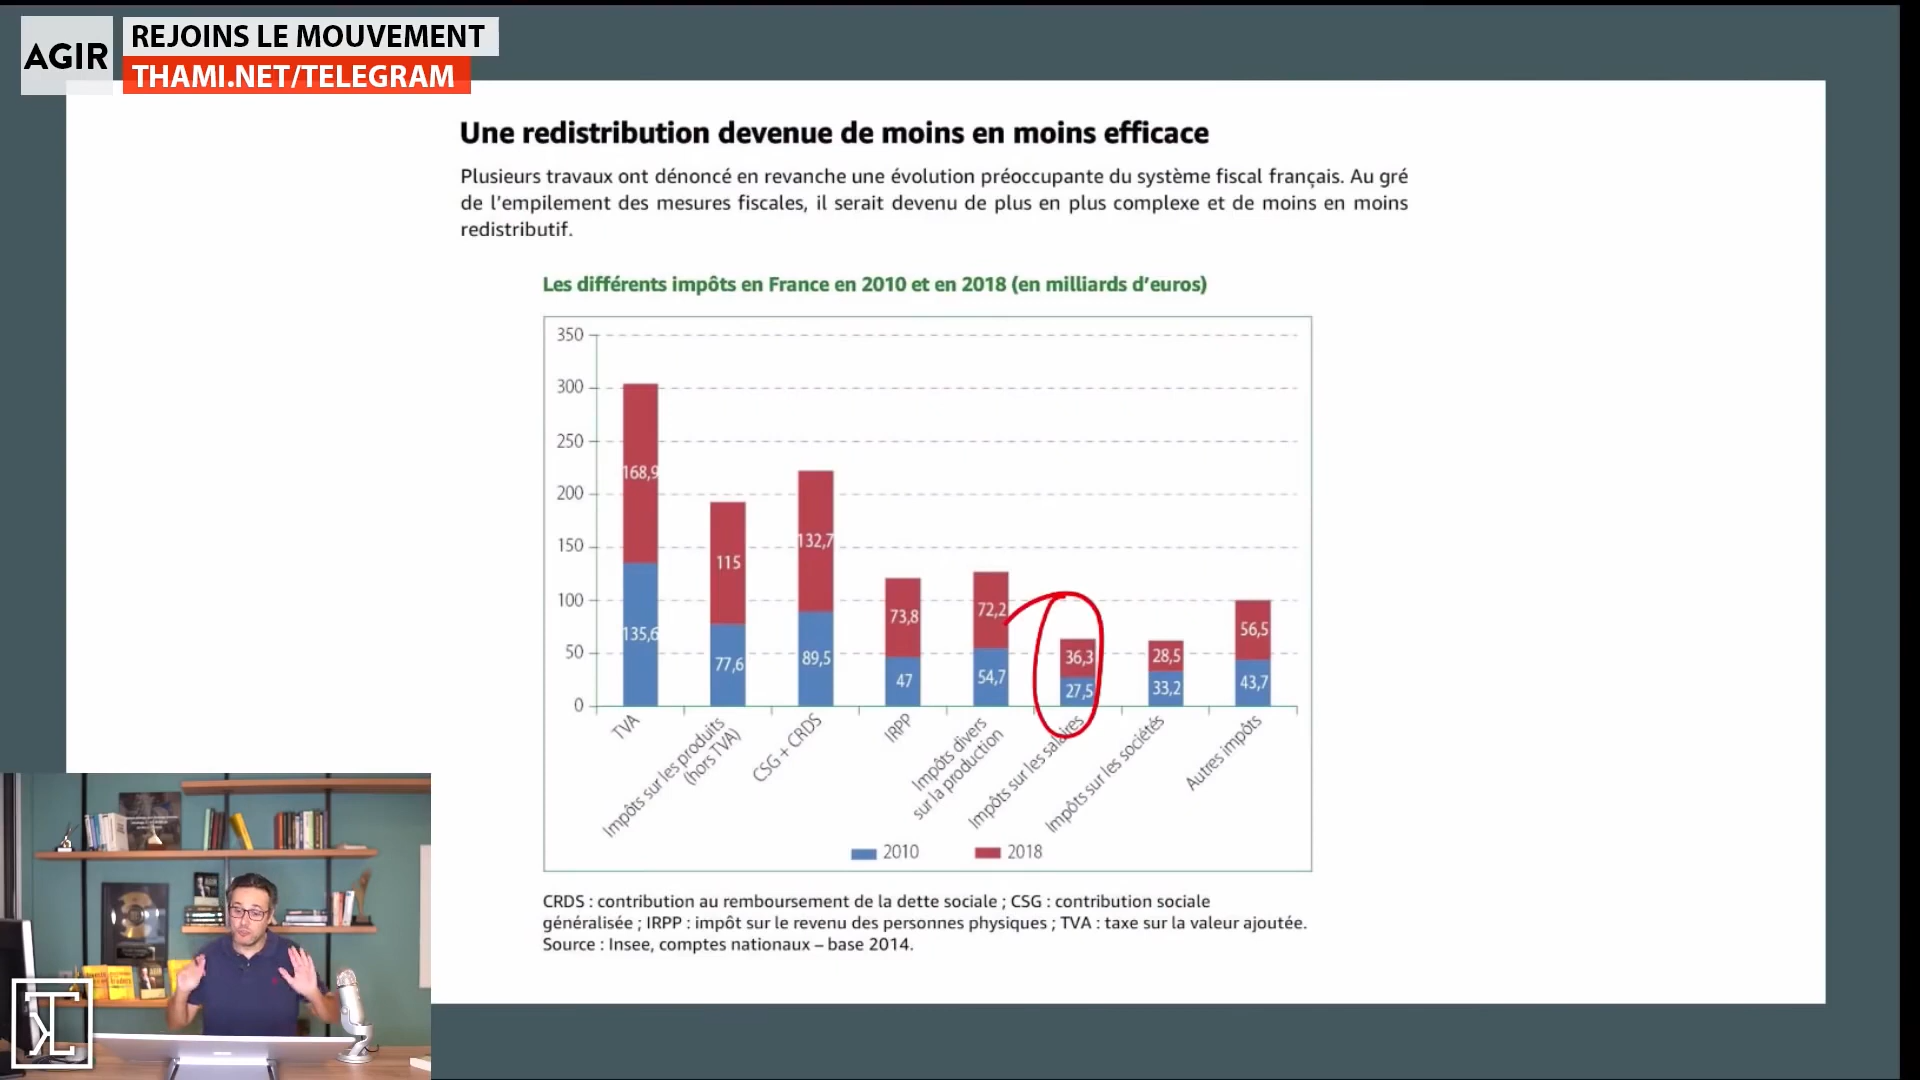 AGIR
REJOINS LE MOUVEMENT
THAMI.NET/TELEGRAM
Une redistribution devenue de moins en moins efficace
Plusieurs travaux ont dénoncé en revanche une évolution préoccupante du système fiscal français. Au gré
de l'empilement des mesures fiscales, il serait devenu de plus en plus complexe et de moins en moins
redistributif.
Les différents impôts en France en 2010 et en 2018 (en milliards d'euros)
350
300
250
200
150
100
50
0
168,9
135,6
115
77,6
132,7
89,5
73,8
47
72,2
54,7
36,3
27,5
28,5
33,2
56,5
43,7
TVA
Impôts sur les produits
(hors TVA)
CSG + CRDS
IRPP
Impôts divers
sur la production
Impôts sur les salaires
Impôts sur les sociétés
Autres impôts
2010
2018
CRDS : contribution au remboursement de la dette sociale ; CSG : contribution sociale
généralisée ; IRPP : impôt sur le revenu des personnes physiques ; TVA : taxe sur la valeur ajoutée.
Source : Insee, comptes nationaux – base 2014.